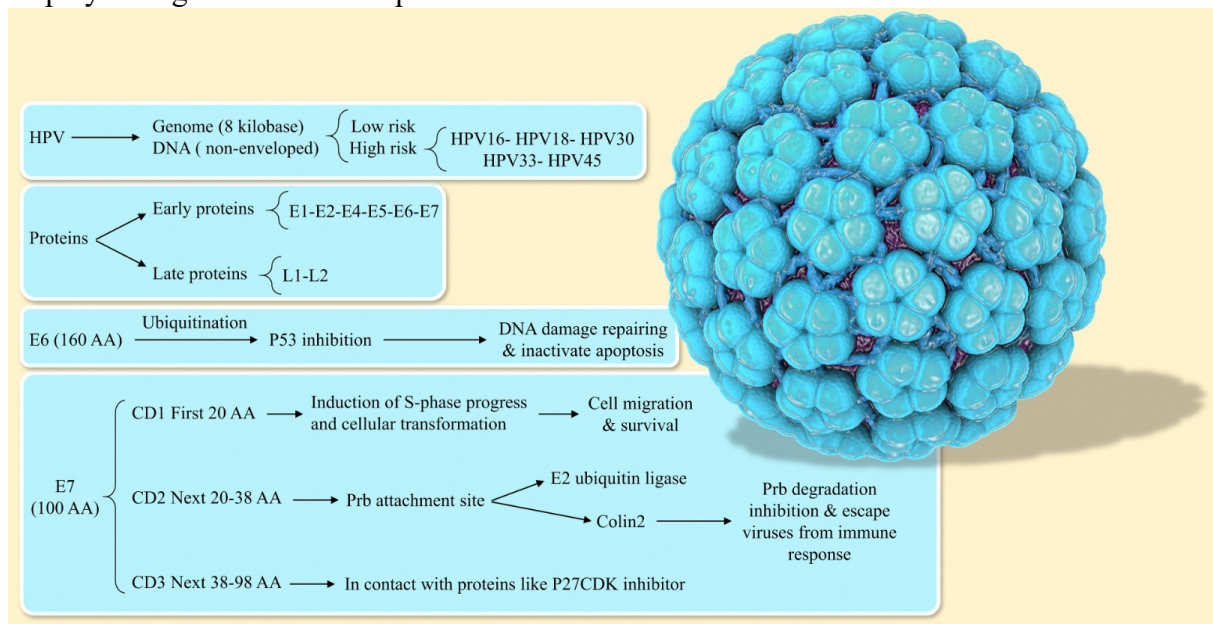 HPV
Genome (8 kilobase)
DNA ( non-enveloped)
Low risk
High risk
HPV16- HPV18- HPV30
HPV33- HPV45
Proteins
Early proteins
E1-E2-E4-E5-E6-E7
Late proteins
L1-L2
E6 (160 AA)
Ubiquitination
P53 inhibition
DNA damage repairing
& inactivate apoptosis
E7
(100 AA)
CD1 First 20 AA
Induction of S-phase progress
and cellular transformation
Cell migration
& survival
CD2 Next 20-38 AA
Prb attachment site
E2 ubiquitin ligase
Colin2
Prb degradation
inhibition & escape
viruses from immune
response
CD3 Next 38-98 AA
In contact with proteins like P27CDK inhibitor